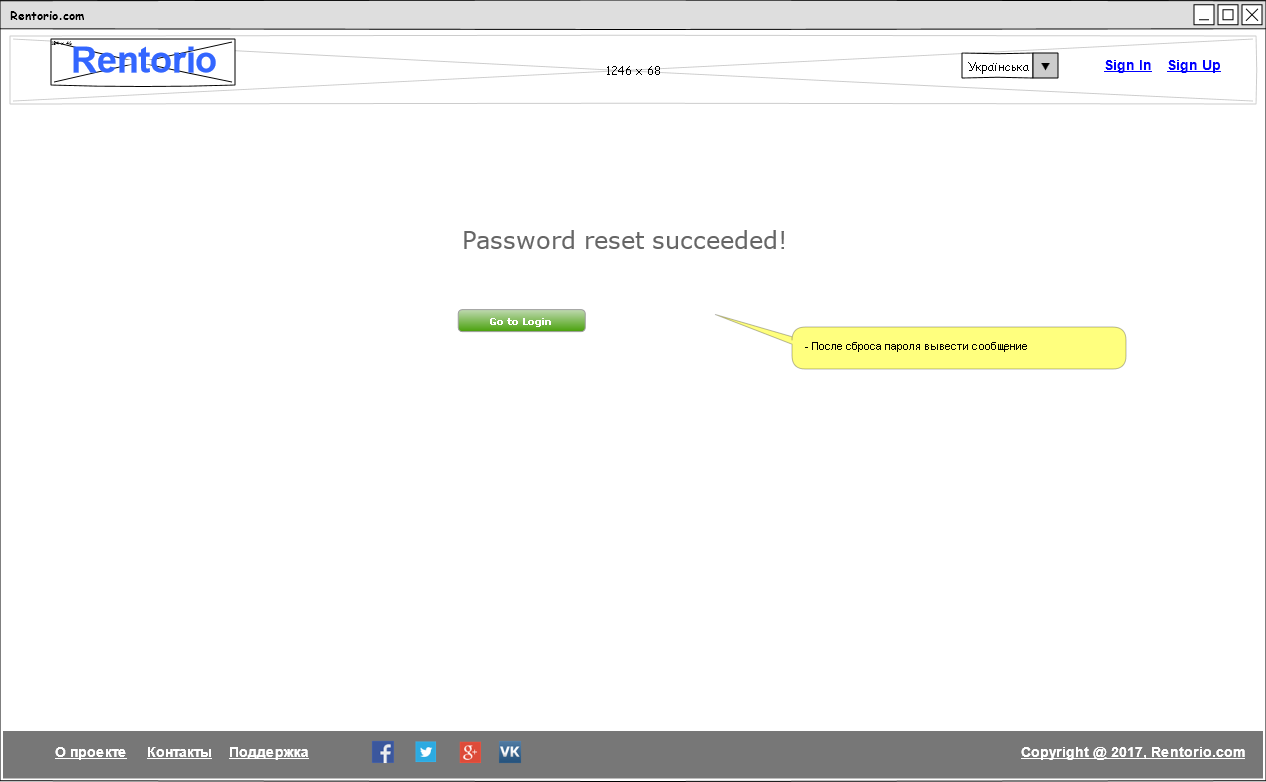 Rentorio.com
Rentorio
1246 x 68
Українська
Sign In
Sign Up
Password reset succeeded!
Go to Login
- После сброса пароля вывести сообщение
О проекте
Контакты
Поддержка
f
g+
VK
Copyright @ 2017, Rentorio.com